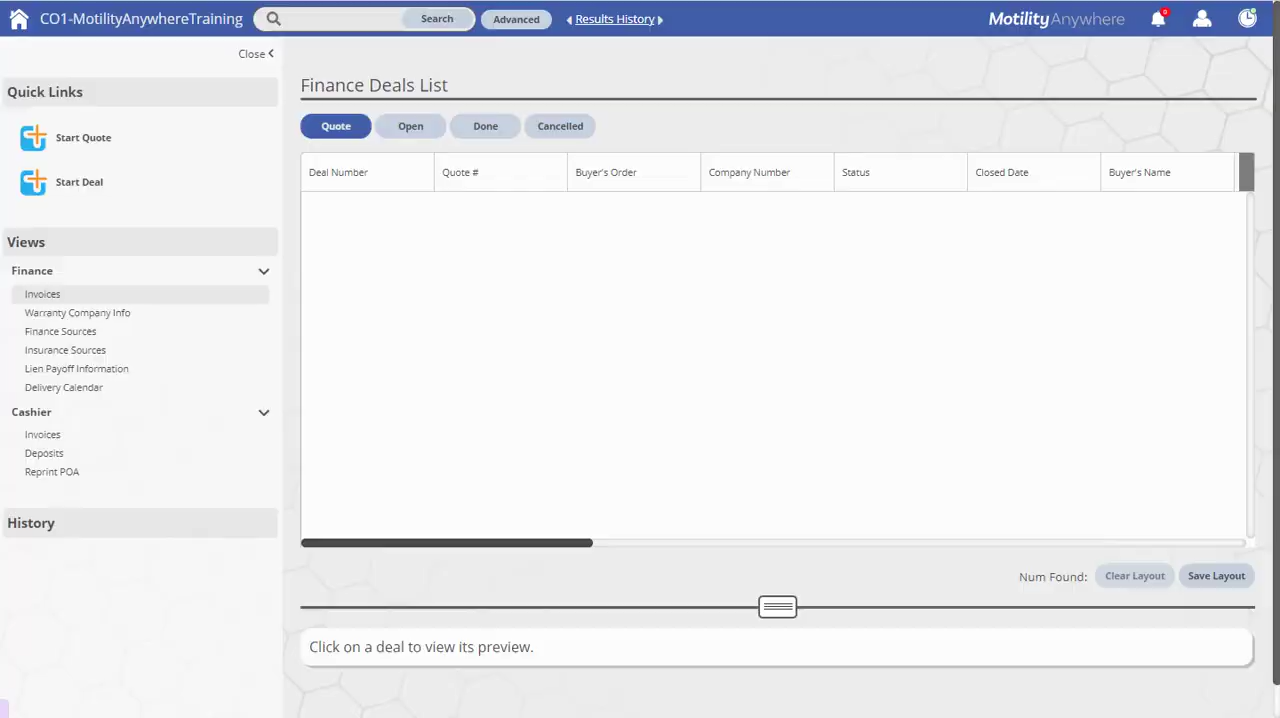 CO1-MotilityAnywhereTraining Search Advanced Results History MotilityAnywhere 0
Close
Quick Links
Start Quote
Start Deal
Views
Finance
Invoices
Warranty Company Info
Finance Sources
Insurance Sources
Lien Payoff Information
Delivery Calendar
Cashier
Invoices
Deposits
Reprint POA
History
Finance Deals List
Quote Open Done Cancelled
Deal Number Quote # Buyer's Order Company Number Status Closed Date Buyer's Name
Num Found: Clear Layout Save Layout
Click on a deal to view its preview.